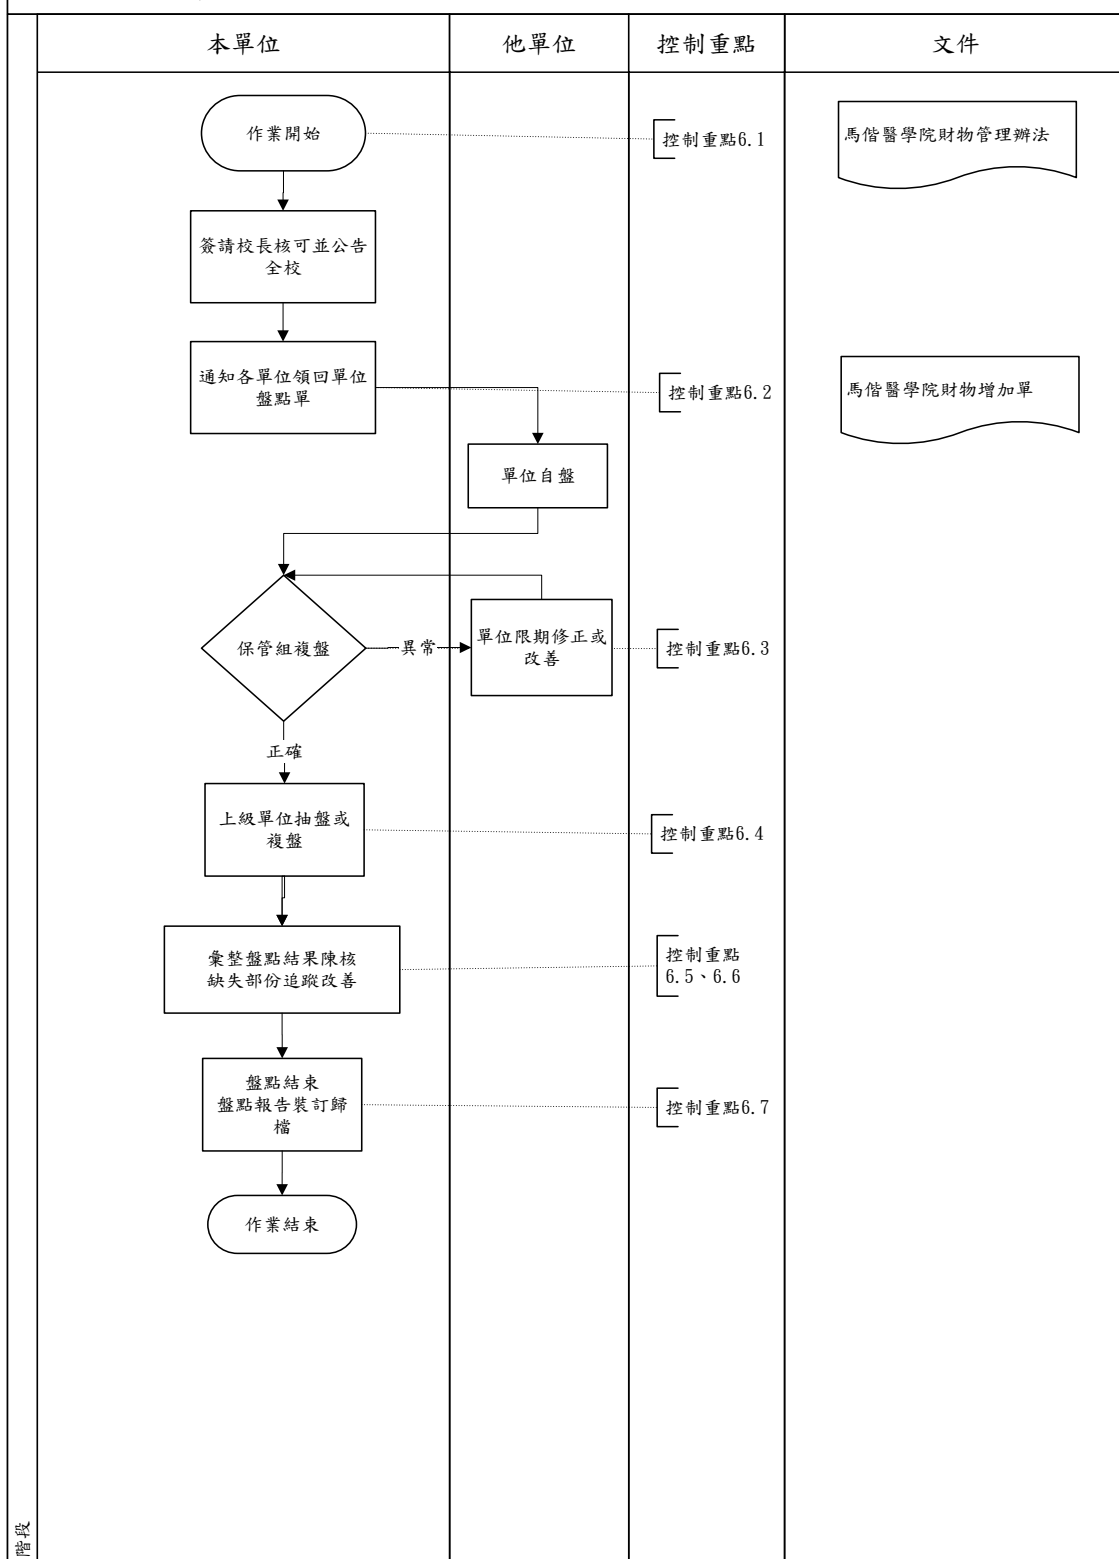 本單位
他單位
控制重點
文件
作業開始
控制重點6.1
馬偕醫學院財物管理辦法
簽請校長核可並公告
全校
通知各單位領回單位
盤點單
控制重點6.2
馬偕醫學院財物增加單
單位自盤
保管組複盤
異常
單位限期修正或
改善
控制重點6.3
正確
上級單位抽盤或
複盤
控制重點6.4
彙整盤點結果陳核
缺失部份追蹤改善
控制重點
6.5、6.6
盤點結束
盤點報告裝訂歸
檔
控制重點6.7
作業結束
階段